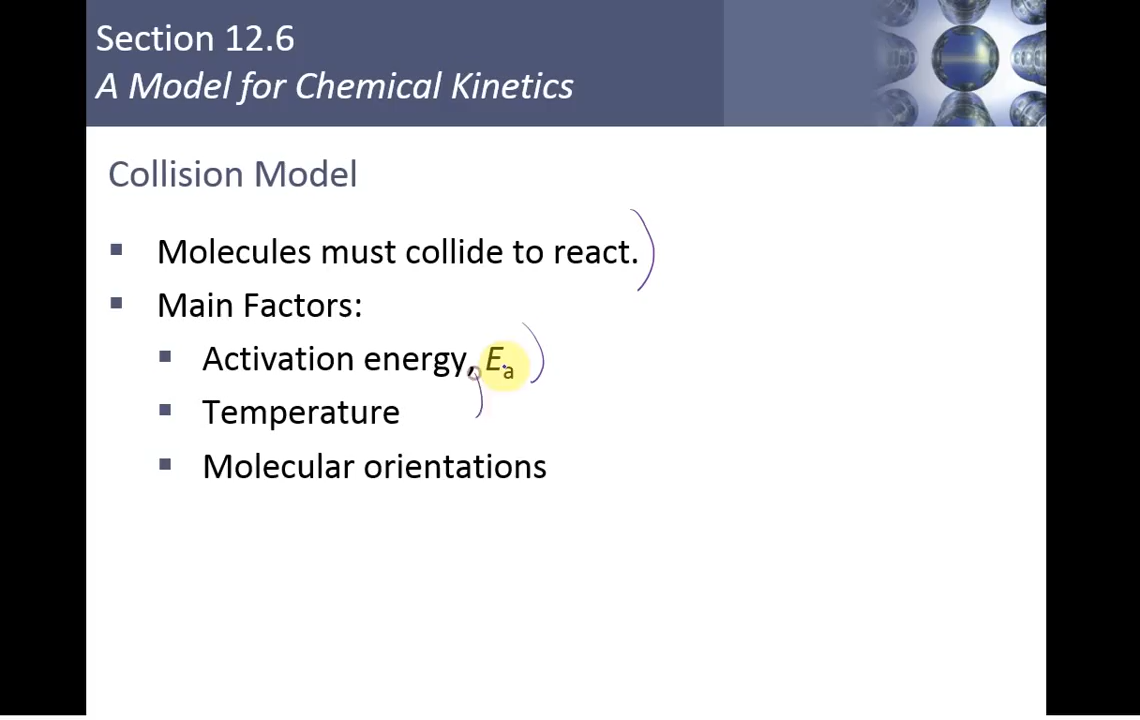 Section 12.6
A Model for Chemical Kinetics
Collision Model
▪ Molecules must collide to react.
▪ Main Factors:
▪ Activation energy, Ea
▪ Temperature
▪ Molecular orientations